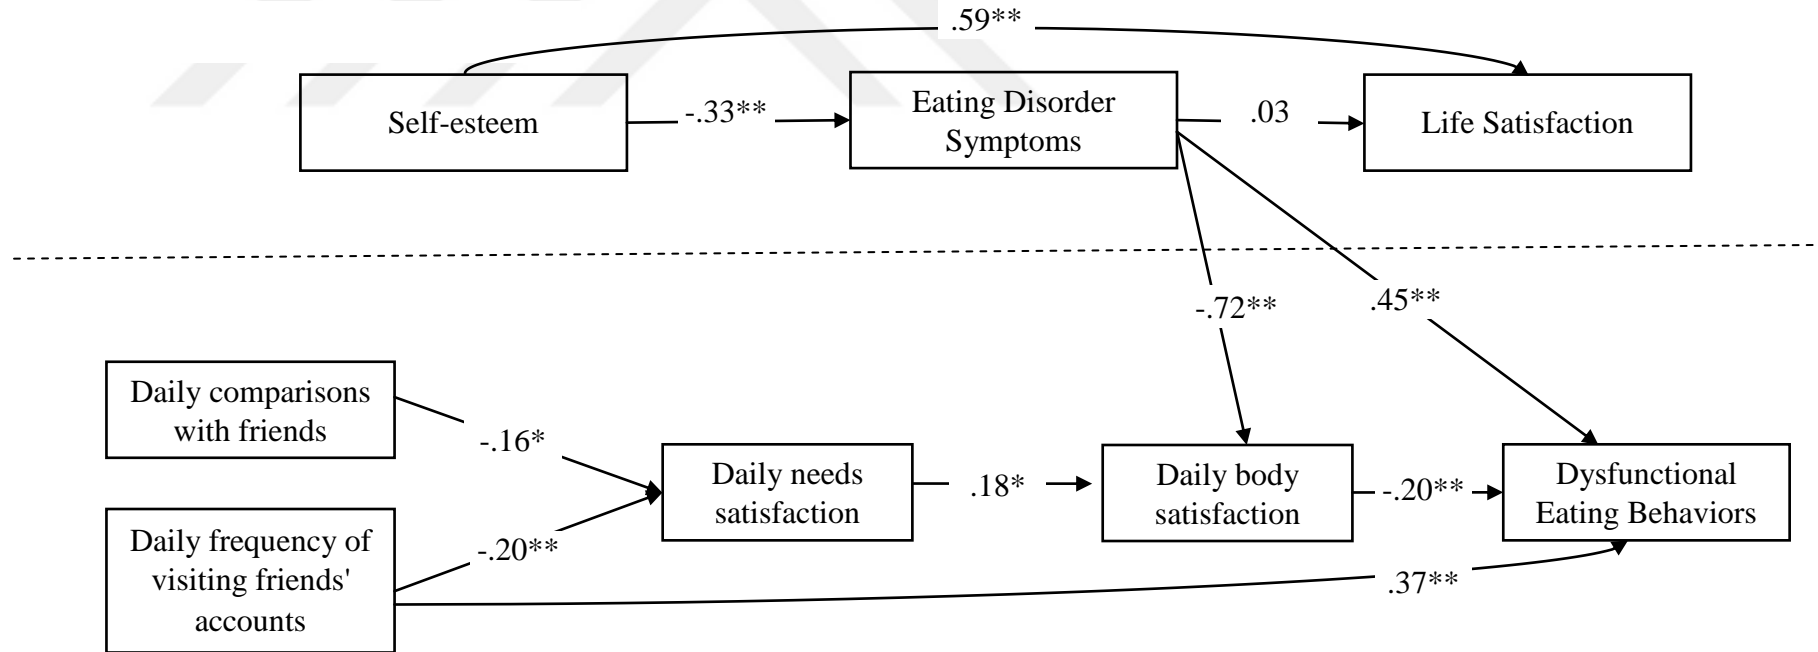 .59**
Self-esteem
-.33**
Eating Disorder
Symptoms
.03
Life Satisfaction
-.72**
.45**
Daily comparisons
with friends
-.16*
Daily needs
satisfaction
.18*
Daily body
satisfaction
-.20**
Dysfunctional
Eating Behaviors
Daily frequency of
visiting friends'
accounts
-.20**
.37**